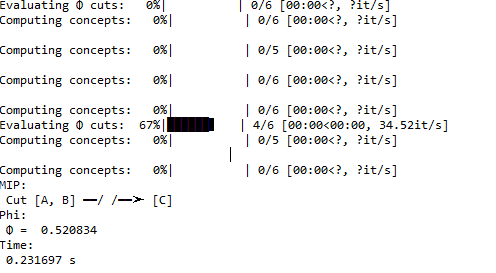 Evaluating Φ cuts:   0%|          | 0/6 [00:00<?, ?it/s]
Computing concepts:   0%|          | 0/6 [00:00<?, ?it/s]
Computing concepts:   0%|          | 0/5 [00:00<?, ?it/s]
Computing concepts:   0%|          | 0/6 [00:00<?, ?it/s]
Computing concepts:   0%|          | 0/6 [00:00<?, ?it/s]
Evaluating Φ cuts:  67%|██████▋   | 4/6 [00:00<00:00, 34.52it/s]
Computing concepts:   0%|          | 0/5 [00:00<?, ?it/s]
Computing concepts:   0%|          | 0/6 [00:00<?, ?it/s]
MIP:
Cut [A, B] ──/ /──➤ [C]
Phi:
Φ =  0.520834
Time:
0.231697 s